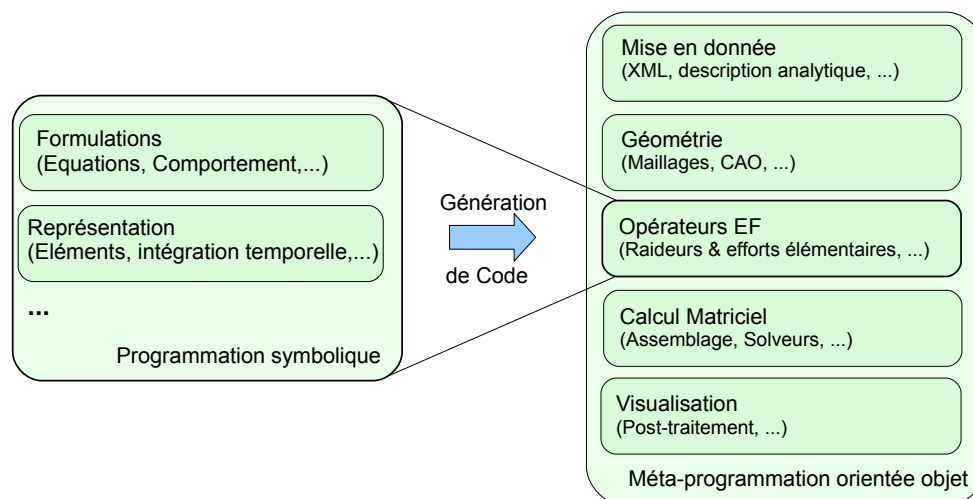 Formulations
(Equations, Comportement,...)
Représentation
(Eléments, intégration temporelle,...)
...
Programmation symbolique
Génération
de Code
Mise en donnée
(XML, description analytique, ...)
Géométrie
(Maillages, CAO, ...)
Opérateurs EF
(Raideurs & efforts élémentaires, ...)
Calcul Matriciel
(Assemblage, Solveurs, ...)
Visualisation
(Post-traitement, ...)
Méta-programmation orientée objet